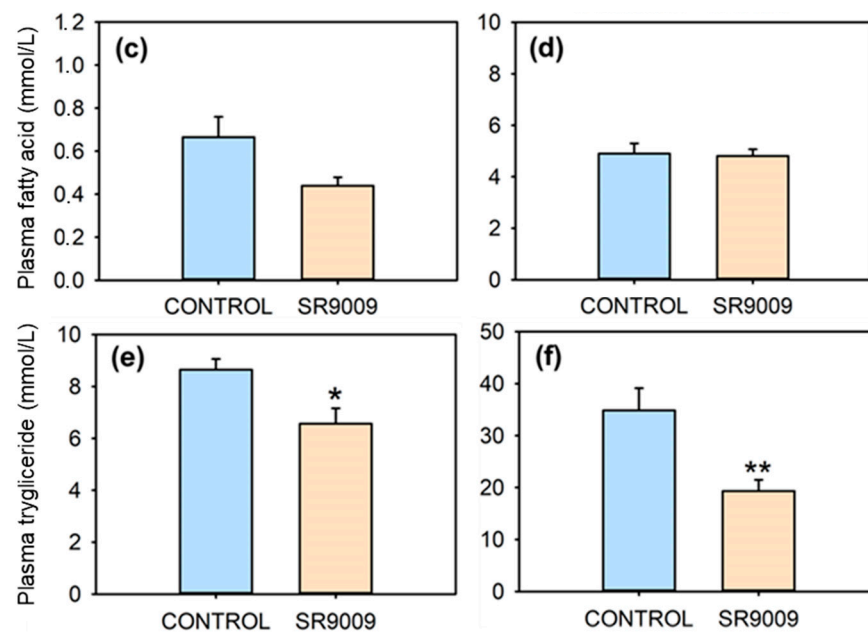 Plasma fatty acid (mmol/L)
(c)
1.2
1.0
0.8
0.6
0.4
0.2
0.0
CONTROL SR9009
(d)
10
8
6
4
2
0
CONTROL SR9009
Plasma trygliceride (mmol/L)
(e)
10
8
6
4
2
0
*
CONTROL SR9009
(f)
50
40
30
20
10
0
**
CONTROL SR9009